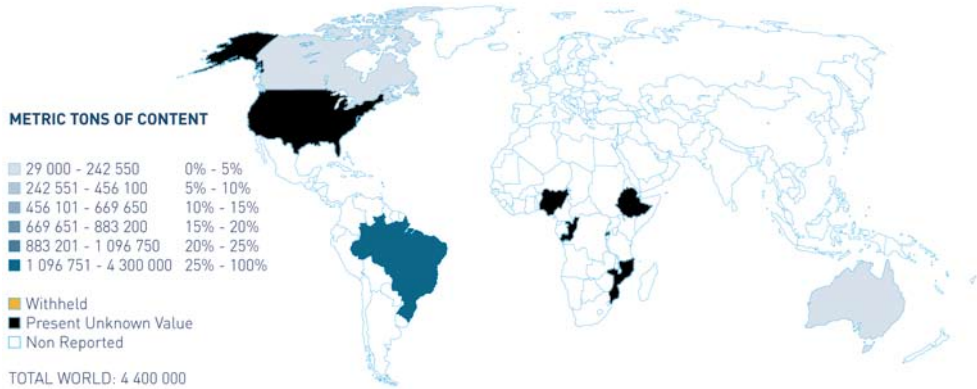 METRIC TONS OF CONTENT
29 000 - 242 550 0% - 5%
242 551 - 456 100 5% - 10%
456 101 - 669 650 10% - 15%
669 651 - 883 200 15% - 20%
883 201 - 1 096 750 20% - 25%
1 096 751 - 4 300 000 25% - 100%
Withheld
Present Unknown Value
Non Reported
TOTAL WORLD: 4 400 000